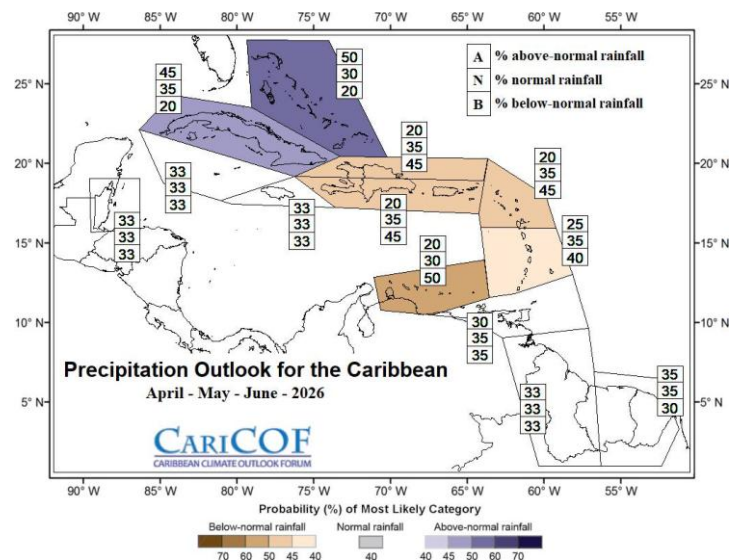 90° W 85° W 80° W 75° W 70° W 65° W 60° W 55° W
25° N
20° N
15° N
10° N
5° N
25° N
20° N
15° N
10° N
5° N
A % above-normal rainfall
N % normal rainfall
B % below-normal rainfall
50
30
20
45
35
20
20
35
45
20
35
45
33
33
33
33
33
33
33
33
33
20
35
45
25
35
40
20
30
50
30
35
35
33
33
33
35
35
30
Precipitation Outlook for the Caribbean
April - May - June - 2026
CARICOF
CARIBBEAN CLIMATE OUTLOOK FORUM
90° W 85° W 80° W 75° W 70° W 65° W 60° W 55° W
Probability (%) of Most Likely Category
Below-normal rainfall Normal rainfall Above-normal rainfall
70 60 50 45 40 40 40 45 50 60 70